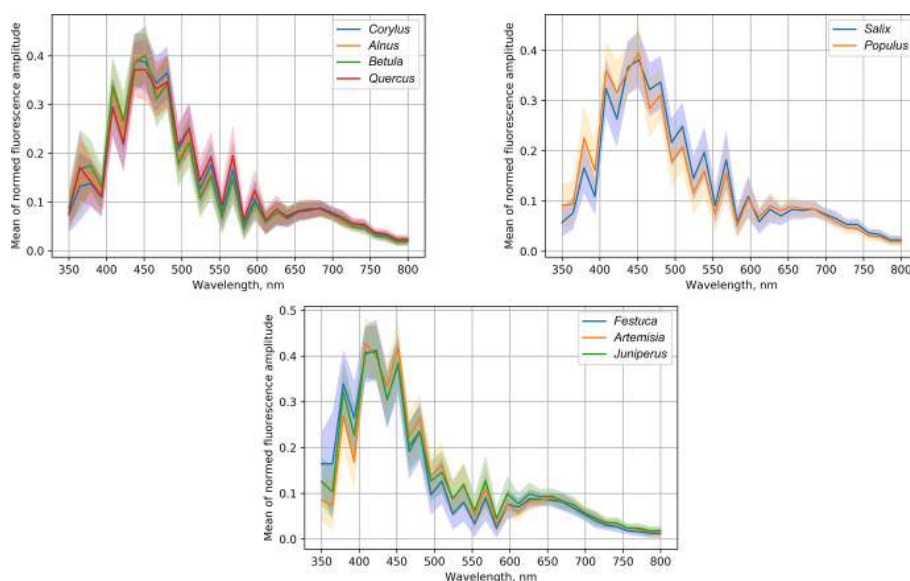 Mean of normed fluorescence amplitude
0.4
0.3
0.2
0.1
0.0
Corylus
Alnus
Betula
Quercus
350 400 450 500 550 600 650 700 750 800
Wavelength, nm
Mean of normed fluorescence amplitude
0.4
0.3
0.2
0.1
0.0
Salix
Populus
350 400 450 500 550 600 650 700 750 800
Wavelength, nm
Mean of normed fluorescence amplitude
0.5
0.4
0.3
0.2
0.1
0.0
Festuca
Artemisia
Juniperus
350 400 450 500 550 600 650 700 750 800
Wavelength, nm